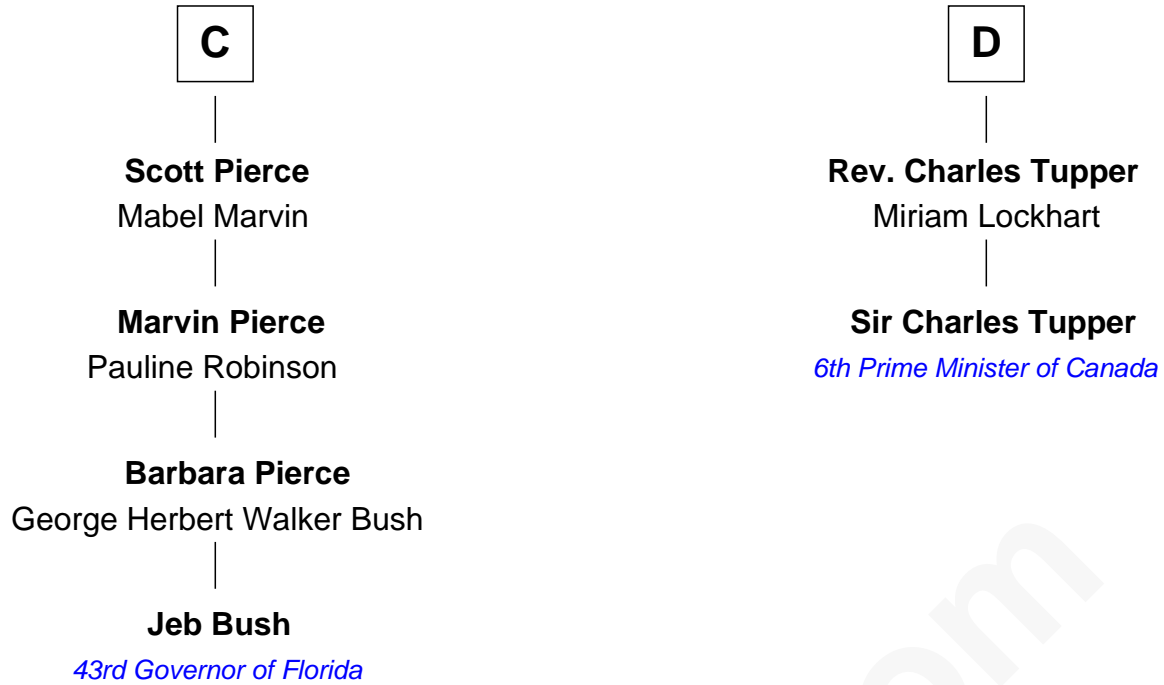 C
Scott Pierce
Mabel Marvin
Marvin Pierce
Pauline Robinson
Barbara Pierce
George Herbert Walker Bush
Jeb Bush
43rd Governor of Florida
D
Rev. Charles Tupper
Miriam Lockhart
Sir Charles Tupper
6th Prime Minister of Canada
om